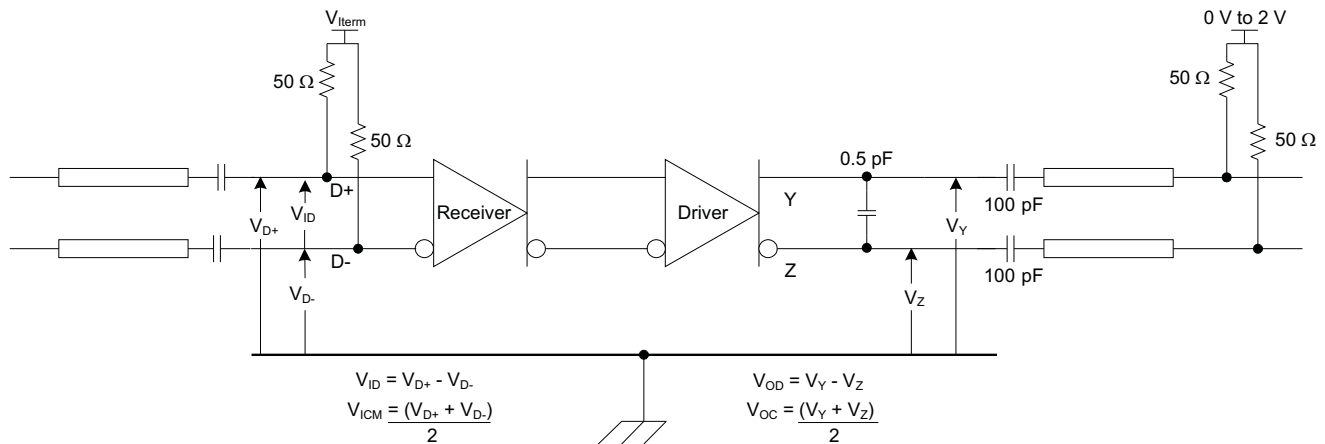 V_Iterm
0 V to 2 V
50 Ω
50 Ω
50 Ω
50 Ω
0.5 pF
D+
Receiver
Driver
Y
100 pF
V_ID
V_D+
V_Y
D-
Z
100 pF
V_D-
V_Z
V_ID = V_D+ - V_D-
V_ICM = (V_D+ + V_D-)
2
V_OD = V_Y - V_Z
V_OC = (V_Y + V_Z)
2